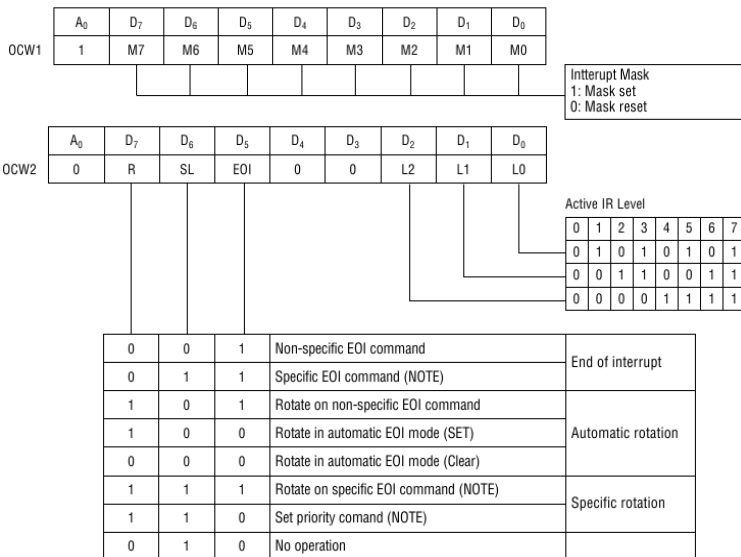 A₀ D₇ D₆ D₅ D₄ D₃ D₂ D₁ D₀
OCW1 1 M7 M6 M5 M4 M3 M2 M1 M0
Intterupt Mask
1: Mask set
0: Mask reset
A₀ D₇ D₆ D₅ D₄ D₃ D₂ D₁ D₀
OCW2 0 R SL EOI 0 0 L2 L1 L0
Active IR Level
0 1 2 3 4 5 6 7
0 1 0 1 0 1 0 1
0 0 1 1 0 0 1 1
0 0 0 0 1 1 1 1
0 0 1 Non-specific EOI command
0 1 1 Specific EOI command (NOTE)
End of interrupt
1 0 1 Rotate on non-specific EOI command
1 0 0 Rotate in automatic EOI mode (SET)
0 0 0 Rotate in automatic EOI mode (Clear)
Automatic rotation
1 1 1 Rotate on specific EOI command (NOTE)
1 1 0 Set priority comand (NOTE)
Specific rotation
0 1 0 No operation